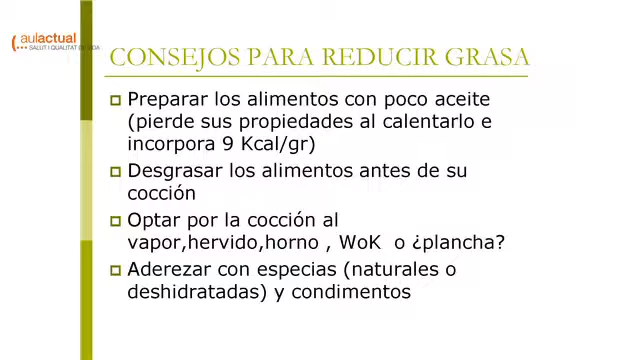 aulactual
SALUT I QUALITAT DE VIDA
CONSEJOS PARA REDUCIR GRASA
Preparar los alimentos con poco aceite
(pierde sus propiedades al calentarlo e
incorpora 9 Kcal/gr)
Desgrasar los alimentos antes de su
cocción
Optar por la cocción al
vapor,hervido,horno , WoK o ¿plancha?
Aderezar con especias (naturales o
deshidratadas) y condimentos